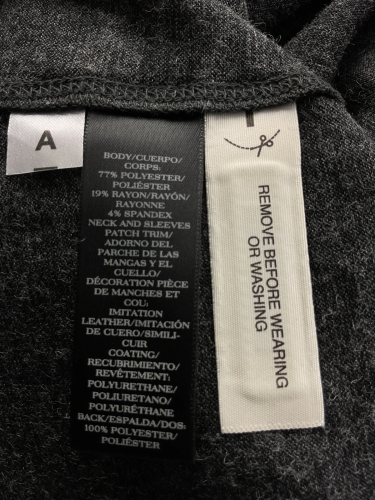 A
BODY/CUERPO/
CORPS:
77% POLYESTER/
POLIÉSTER
19% RAYON/RAYÓN/
RAYONNE
4% SPANDEX
NECK AND SLEEVES
PATCH TRIM/
ADORNO DEL
PARCHE DE LAS
MANGAS Y EL
CUELLO/
DÉCORATION PIÈCE
DE MANCHES ET
COU:
IMITATION
LEATHER/IMITACIÓN
DE CUERO/SIMILI-
CUIR
COATING/
RECUBRIMIENTO/
REVÊTEMENT:
POLYURETHANE/
POLIURETANO/
POLYURÉTHANE
BACK/ESPALDA/DOS:
100% POLYESTER/
POLIÉSTER
REMOVE BEFORE WEARING
OR WASHING